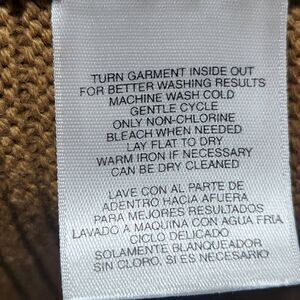 TURN GARMENT INSIDE OUT
FOR BETTER WASHING RESULTS
MACHINE WASH COLD
GENTLE CYCLE
ONLY NON-CHLORINE
BLEACH WHEN NEEDED
LAY FLAT TO DRY
WARM IRON IF NECESSARY
CAN BE DRY CLEANED
LAVE CON AL PARTE DE
ADENTRO HACIA AFUERA
PARA MEJORES RESULTADOS
LAVADO A MAQUINA CON AGUA FRIA
CICLO DELICADO
SOLAMENTE BLANQUEADOR
SIN CLORO, SI ES NECESARIO